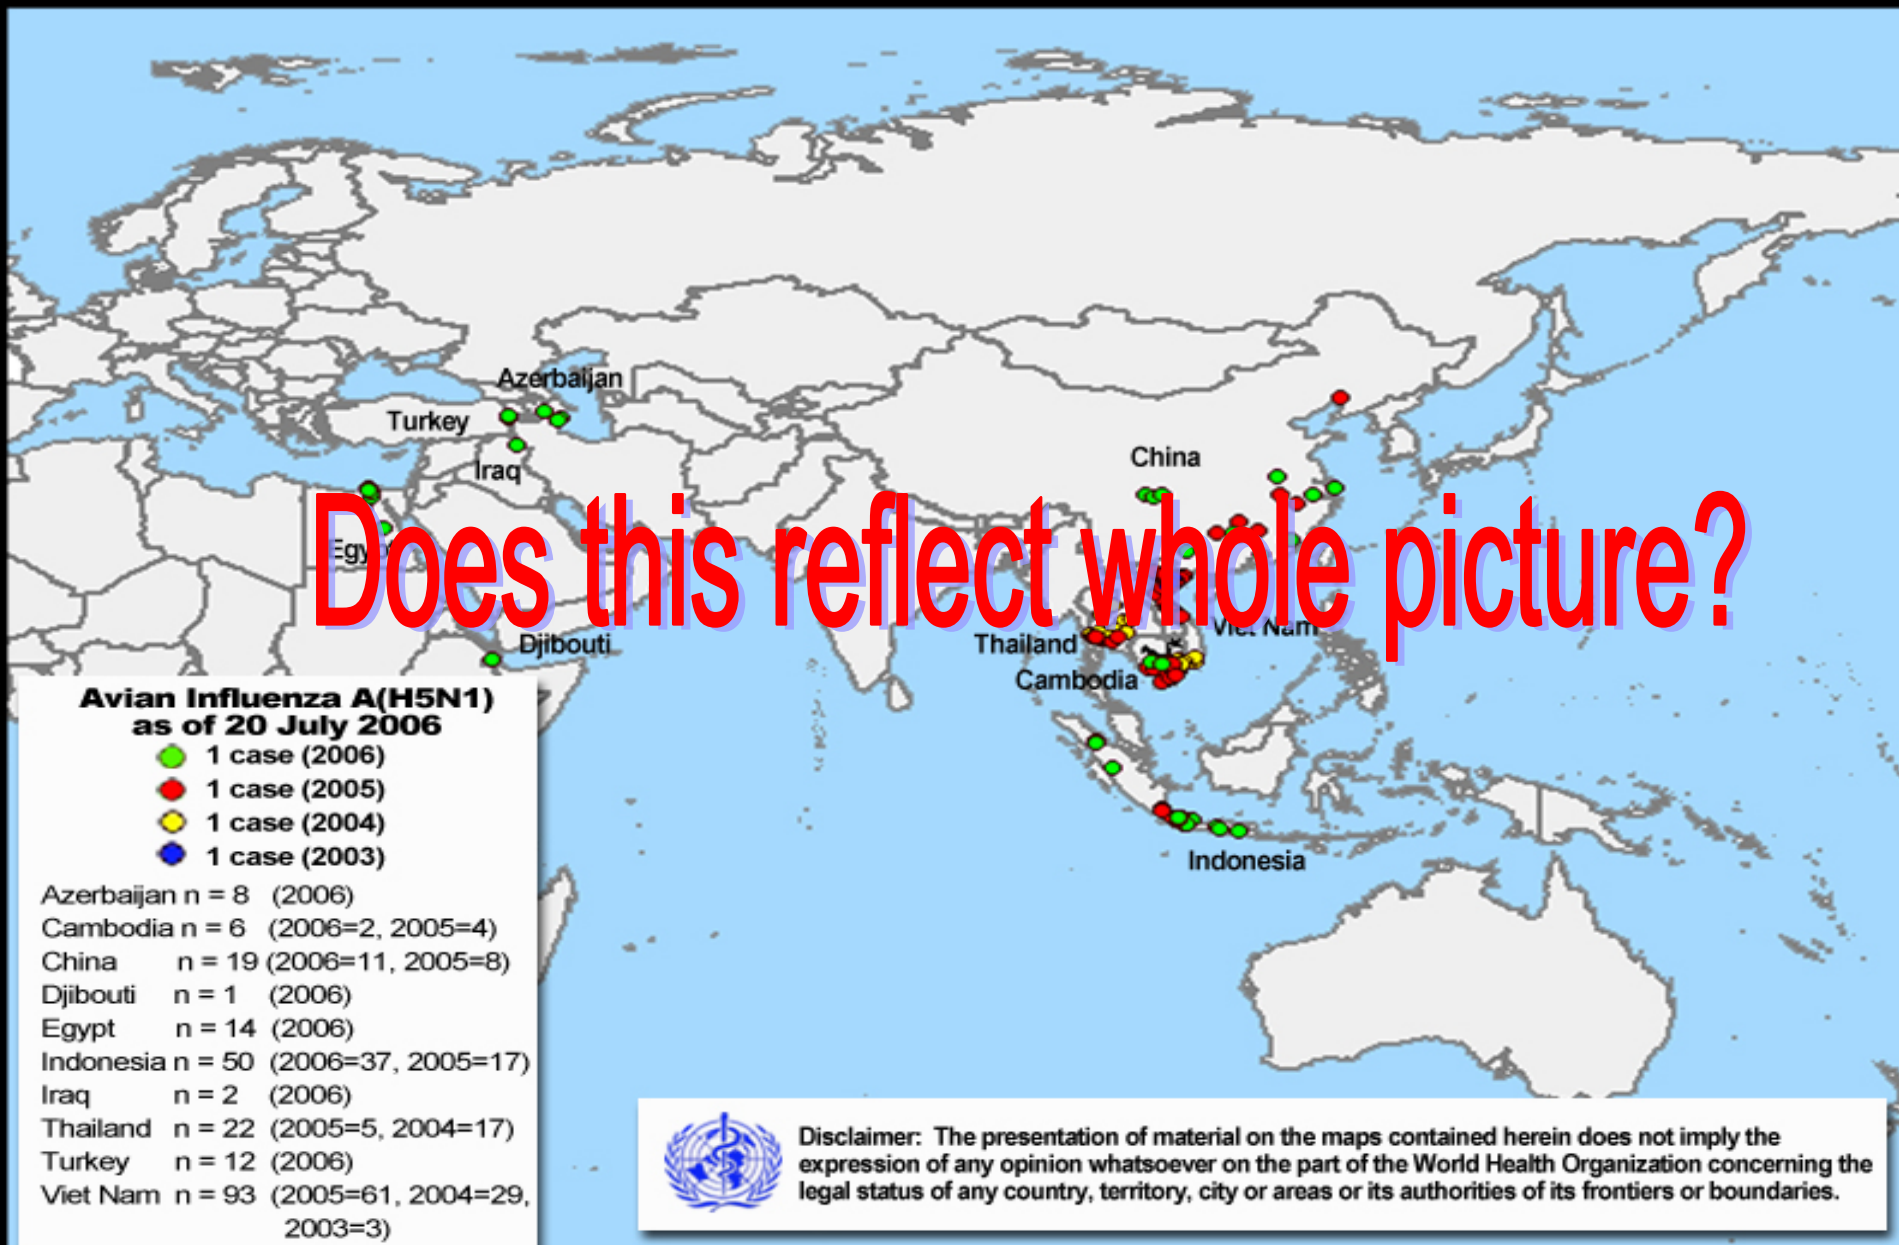 Azerbaijan
Turkey
Iraq
China
Does this reflect whole picture?
Djibouti
Thailand
Viet Nam
Cambodia
Indonesia
Avian Influenza A(H5N1)
as of 20 July 2006
1 case (2006)
1 case (2005)
1 case (2004)
1 case (2003)
Azerbaijan n = 8 (2006)
Cambodia n = 6 (2006=2, 2005=4)
China n = 19 (2006=11, 2005=8)
Djibouti n = 1 (2006)
Egypt n = 14 (2006)
Indonesia n = 50 (2006=37, 2005=17)
Iraq n = 2 (2006)
Thailand n = 22 (2005=5, 2004=17)
Turkey n = 12 (2006)
Viet Nam n = 93 (2005=61, 2004=29,
2003=3)
Disclaimer: The presentation of material on the maps contained herein does not imply the
expression of any opinion whatsoever on the part of the World Health Organization concerning the
legal status of any country, territory, city or areas or its authorities of its frontiers or boundaries.